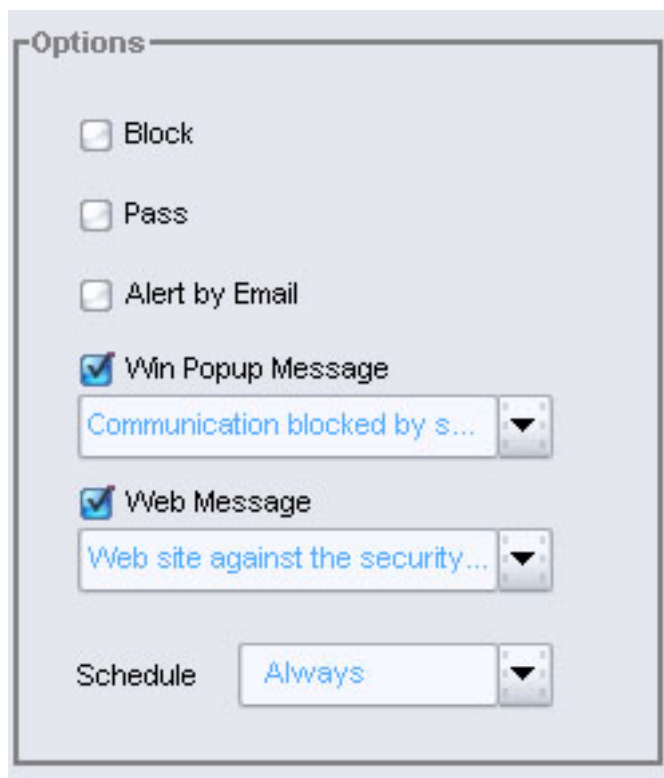 Options
Block
Pass
Alert by Email
Win Popup Message
Communication blocked by s...
Web Message
Web site against the security...
Schedule Always